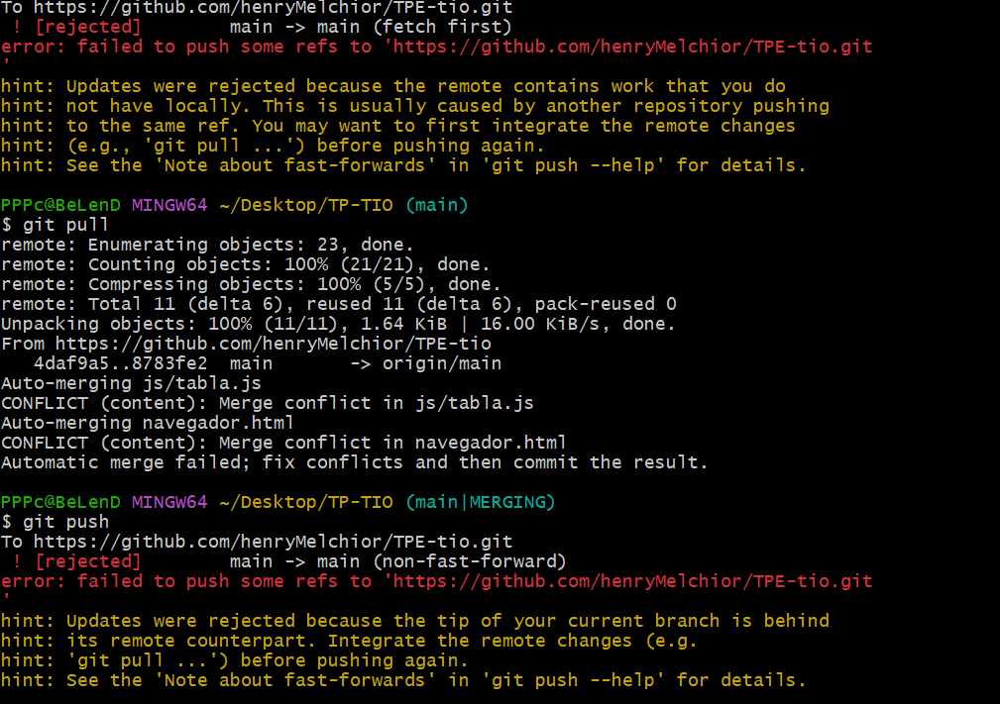 To https://github.com/henryMelchior/TPE-tio.git
 ! [rejected]        main -> main (fetch first)
error: failed to push some refs to 'https://github.com/henryMelchior/TPE-tio.git
'
hint: Updates were rejected because the remote contains work that you do
hint: not have locally. This is usually caused by another repository pushing
hint: to the same ref. You may want to first integrate the remote changes
hint: (e.g., 'git pull ...') before pushing again.
hint: See the 'Note about fast-forwards' in 'git push --help' for details.

PPPc@BeLenD MINGW64 ~/Desktop/TP-TIO (main)
$ git pull
remote: Enumerating objects: 23, done.
remote: Counting objects: 100% (21/21), done.
remote: Compressing objects: 100% (5/5), done.
remote: Total 11 (delta 6), reused 11 (delta 6), pack-reused 0
Unpacking objects: 100% (11/11), 1.64 KiB | 16.00 KiB/s, done.
From https://github.com/henryMelchior/TPE-tio
   4daf9a5..8783fe2  main       -> origin/main
Auto-merging js/tabla.js
CONFLICT (content): Merge conflict in js/tabla.js
Auto-merging navegador.html
CONFLICT (content): Merge conflict in navegador.html
Automatic merge failed; fix conflicts and then commit the result.

PPPc@BeLenD MINGW64 ~/Desktop/TP-TIO (main|MERGING)
$ git push
To https://github.com/henryMelchior/TPE-tio.git
 ! [rejected]        main -> main (non-fast-forward)
error: failed to push some refs to 'https://github.com/henryMelchior/TPE-tio.git
'
hint: Updates were rejected because the tip of your current branch is behind
hint: its remote counterpart. Integrate the remote changes (e.g.
hint: 'git pull ...') before pushing again.
hint: See the 'Note about fast-forwards' in 'git push --help' for details.